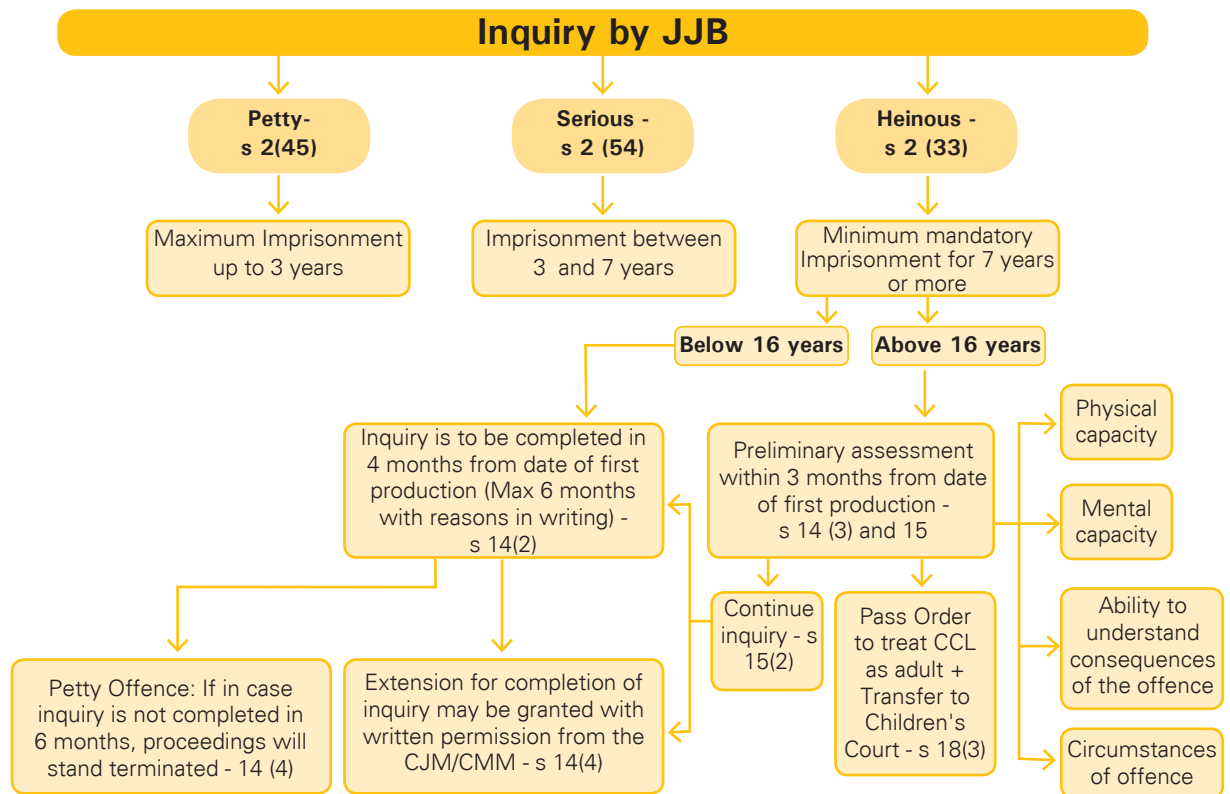 Inquiry by JJB
Petty-
s 2(45)
Serious -
s 2 (54)
Heinous -
s 2 (33)
Maximum Imprisonment
up to 3 years
Imprisonment between
3 and 7 years
Minimum mandatory
Imprisonment for 7 years
or more
Below 16 years
Above 16 years
Inquiry is to be completed in
4 months from date of first
production (Max 6 months
with reasons in writing) -
s 14(2)
Preliminary assessment
within 3 months from date
of first production -
s 14 (3) and 15
Physical
capacity
Mental
capacity
Ability to
understand
consequences
of the offence
Circumstances
of offence
Petty Offence: If in case
inquiry is not completed in
6 months, proceedings will
stand terminated - 14 (4)
Extension for completion of
inquiry may be granted with
written permission from the
CJM/CMM - s 14(4)
Continue
inquiry - s
15(2)
Pass Order
to treat CCL
as adult +
Transfer to
Children's
Court - s 18(3)